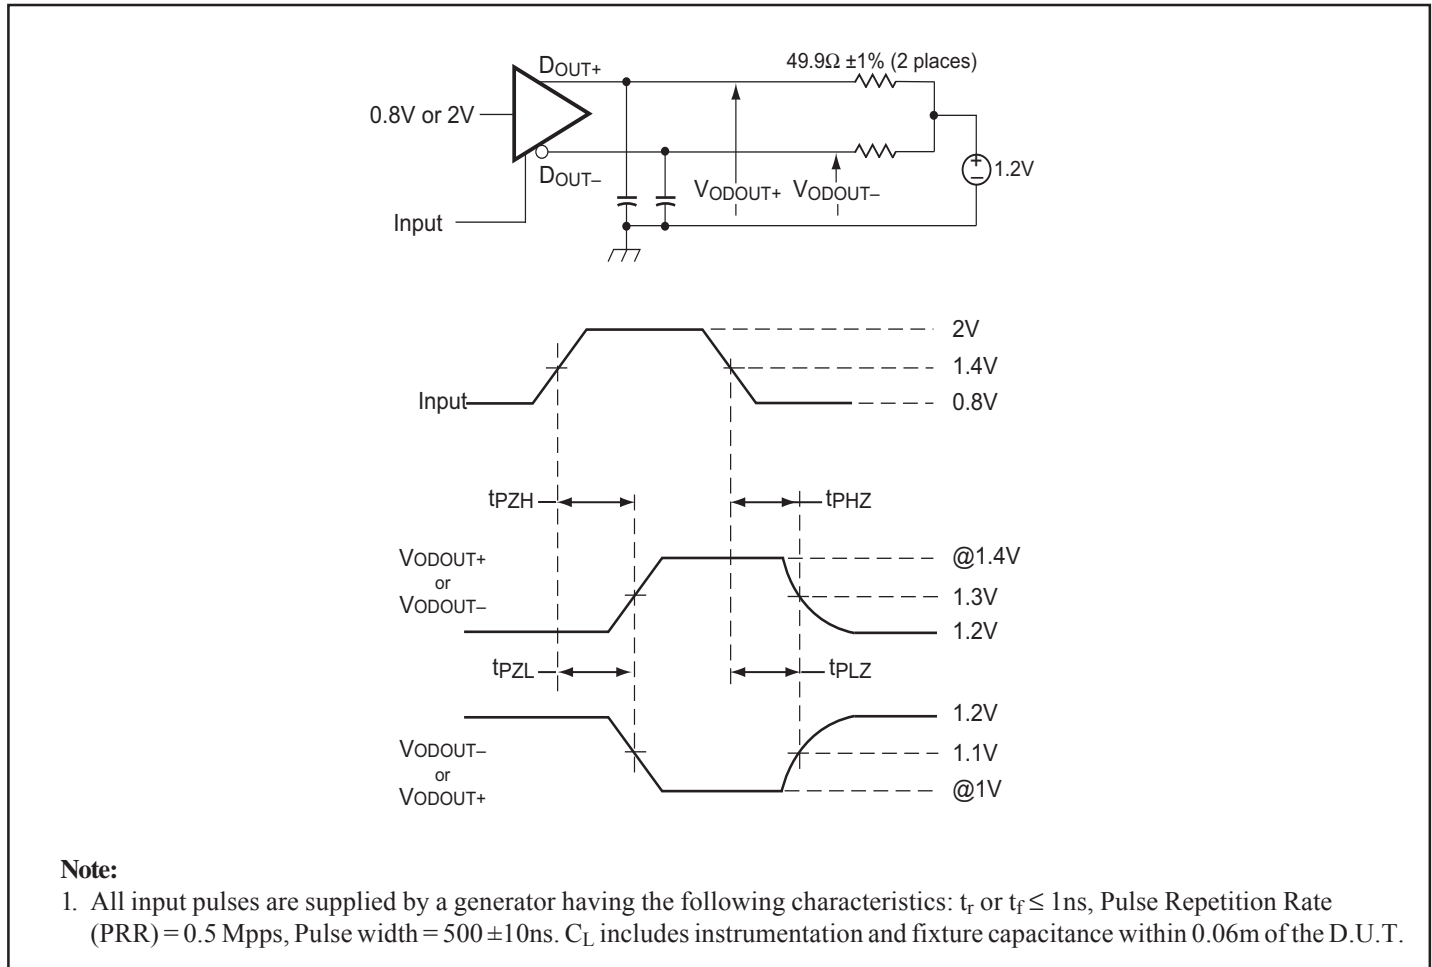 DOUT+
49.9Ω ±1% (2 places)
0.8V or 2V
DOUT–
VODOUT+
VODOUT–
+
–
1.2V
Input
2V
1.4V
Input
0.8V
tPZH
tPHZ
VODOUT+
or
VODOUT–
@1.4V
1.3V
1.2V
tPZL
tPLZ
VODOUT–
or
VODOUT+
1.2V
1.1V
@1V
Note:
1. All input pulses are supplied by a generator having the following characteristics: tr or tf ≤ 1ns, Pulse Repetition Rate
(PRR) = 0.5 Mpps, Pulse width = 500 ±10ns. CL includes instrumentation and fixture capacitance within 0.06m of the D.U.T.